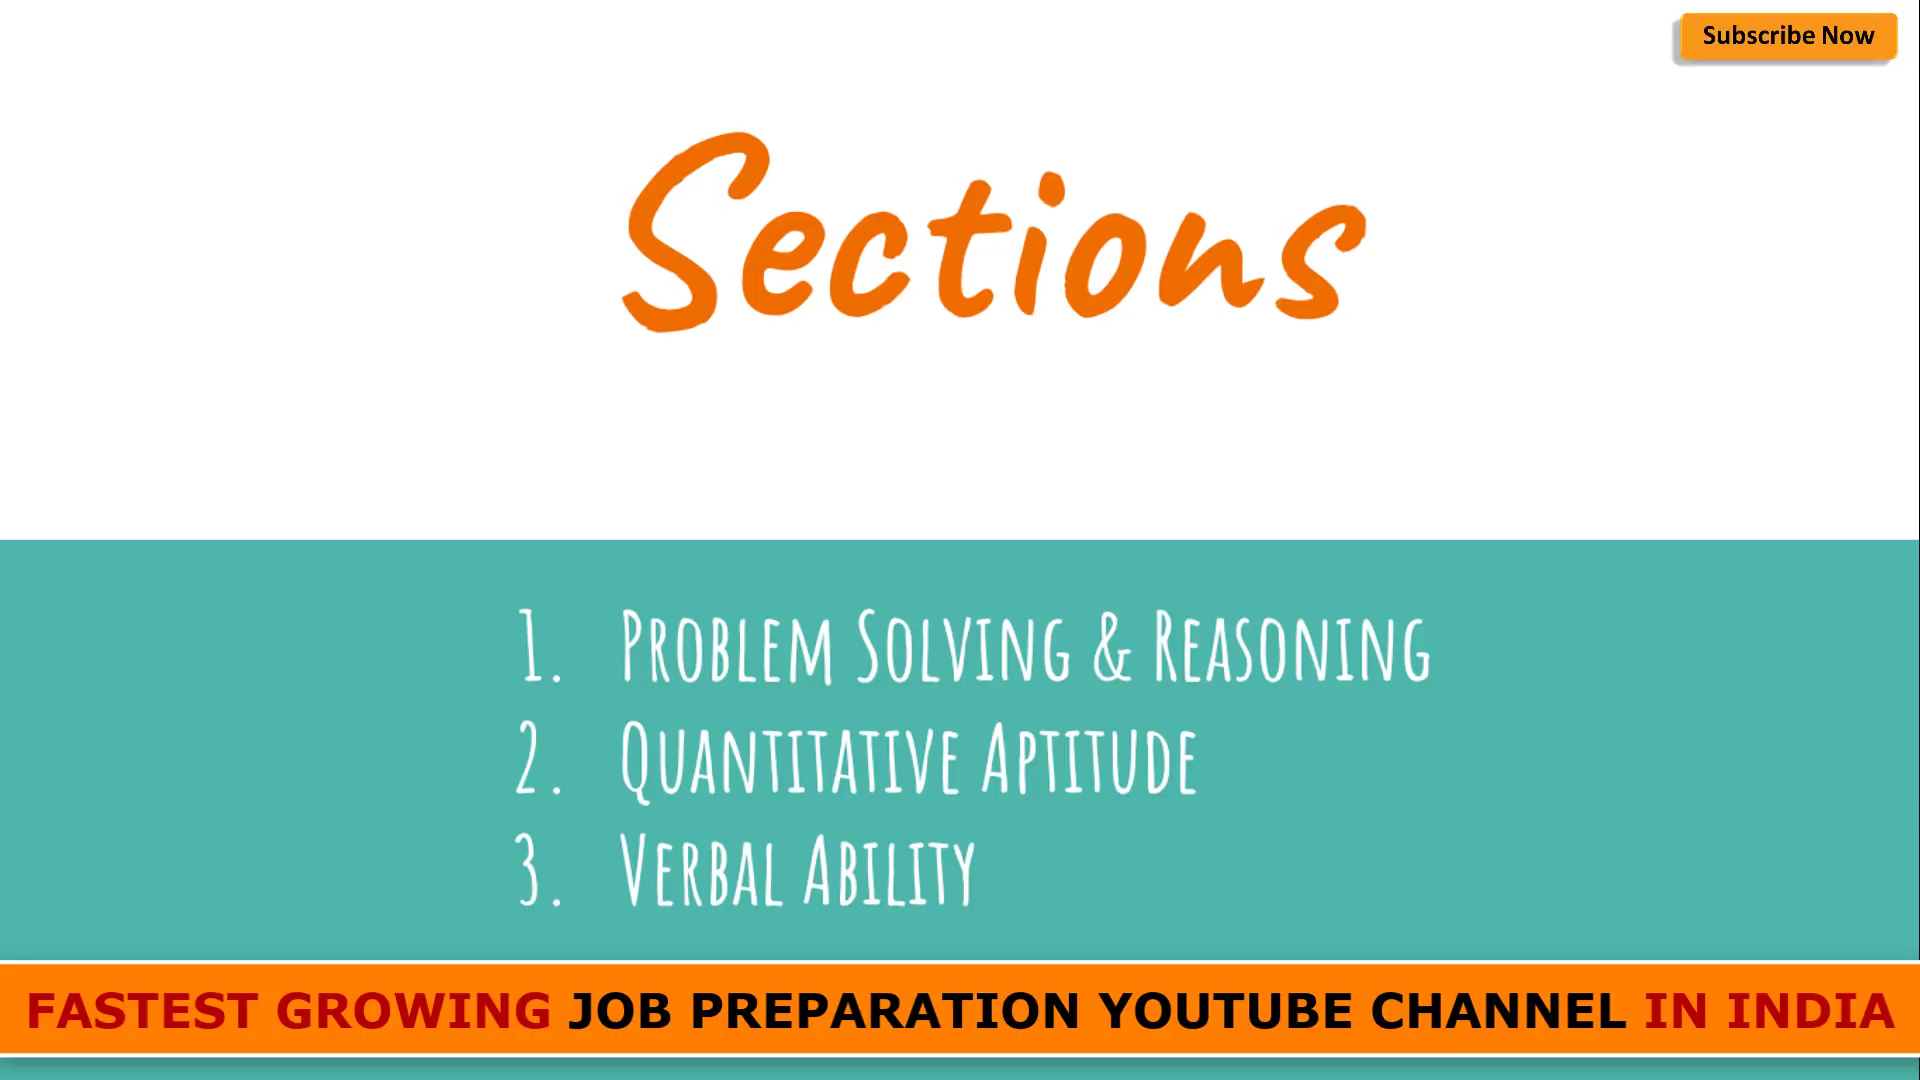 Subscribe Now
Sections
1. Problem Solving & Reasoning
2. Quantitative Aptitude
3. Verbal Ability
FASTEST GROWING JOB PREPARATION YOUTUBE CHANNEL IN INDIA